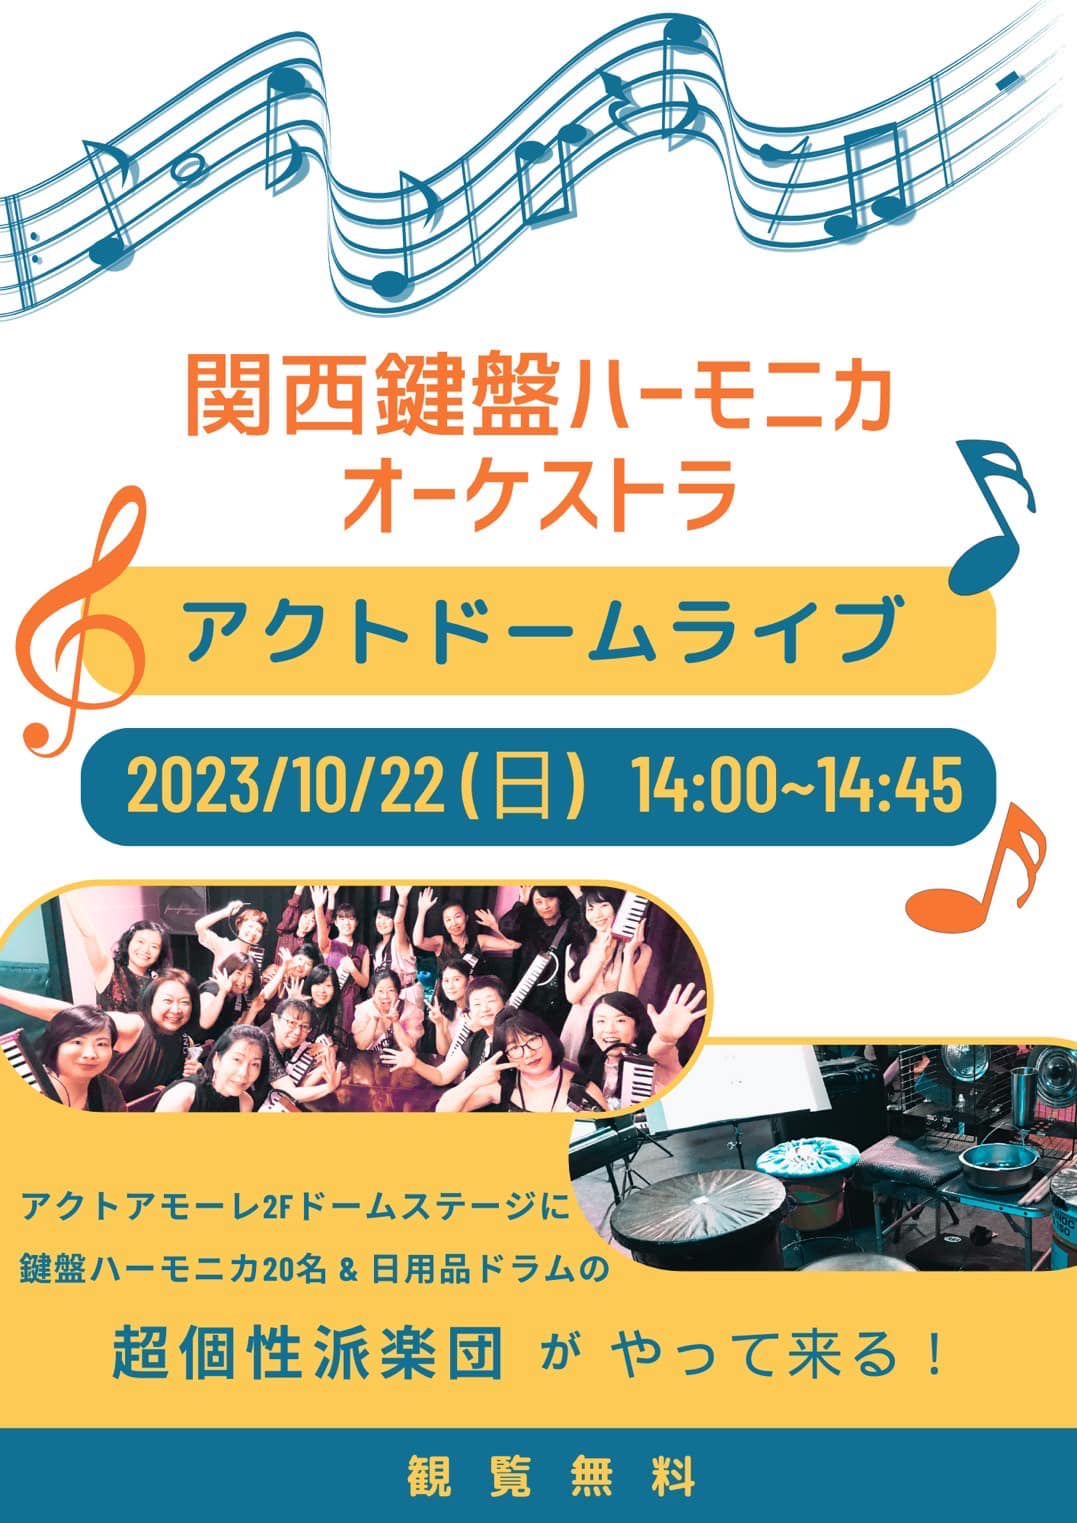 関西鍵盤ハーモニカ
オーケストラ
アクトドームライブ
2023/10/22(日) 14:00~14:45
アクトアモーレ2Fドームステージに
鍵盤ハーモニカ20名 & 日用品ドラムの
超個性派楽団 が やって来る！
観覧無料